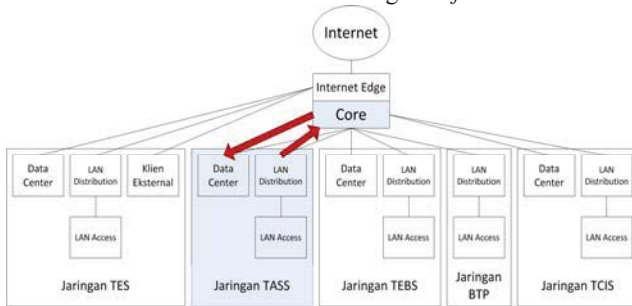 Internet
Internet Edge
Core
Data
Center
LAN
Distribution
Klien
Eksternal
LAN Access
Jaringan TES
Data
Center
LAN
Distribution
LAN Access
Jaringan TASS
Data
Center
LAN
Distribution
LAN Access
Jaringan TEBS
LAN
Distribution
LAN Access
Jaringan
BTP
Data
Center
LAN
Distribution
LAN Access
Jaringan TCIS